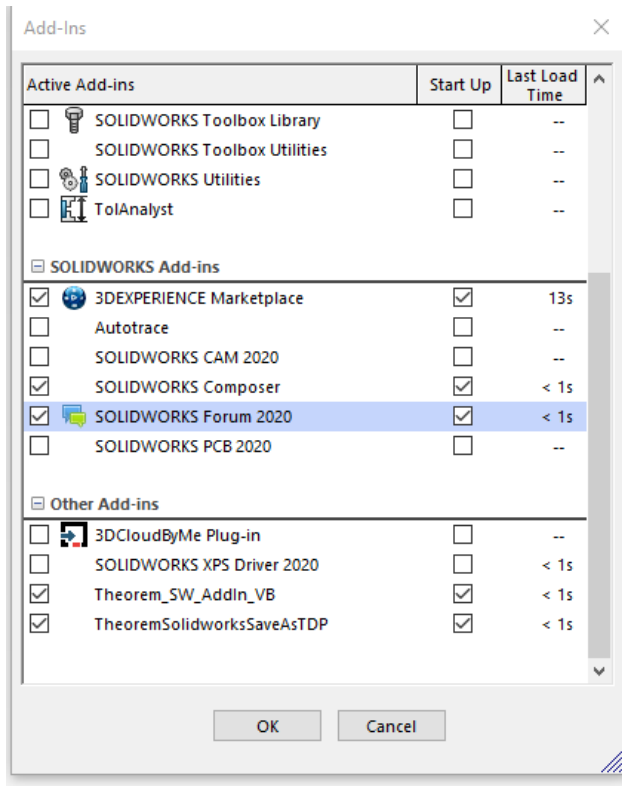 Add-Ins
Active Add-ins Start Up Last Load Time
SOLIDWORKS Toolbox Library --
SOLIDWORKS Toolbox Utilities --
SOLIDWORKS Utilities --
TolAnalyst --
SOLIDWORKS Add-ins
3DEXPERIENCE Marketplace 13s
Autotrace --
SOLIDWORKS CAM 2020 --
SOLIDWORKS Composer < 1s
SOLIDWORKS Forum 2020 < 1s
SOLIDWORKS PCB 2020 --
Other Add-ins
3DCloudByMe Plug-in --
SOLIDWORKS XPS Driver 2020 < 1s
Theorem_SW_AddIn_VB < 1s
TheoremSolidworksSaveAsTDP < 1s
OK Cancel